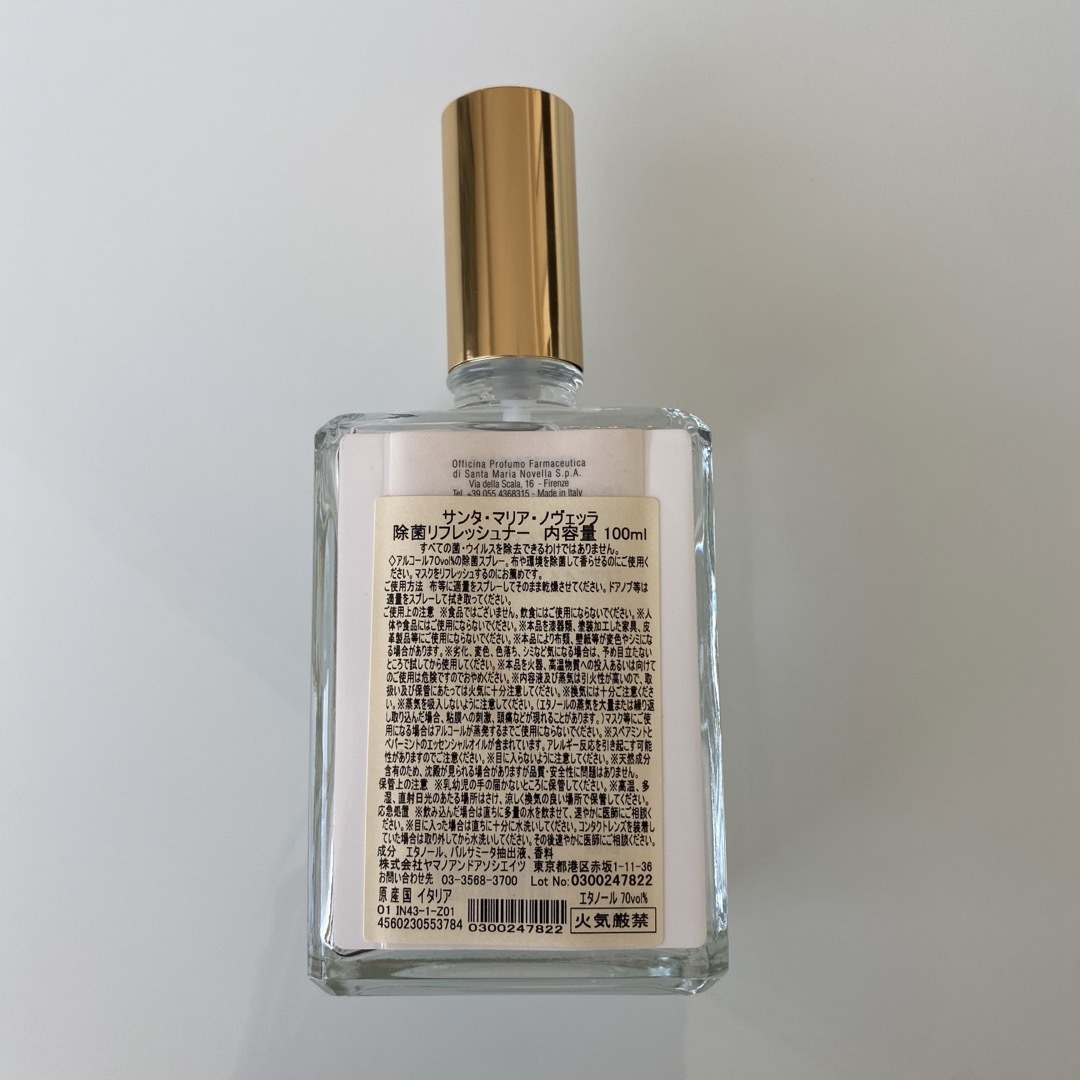 Officina Profumo Farmaceutica
di Santa Maria Novella S.p.A.
Via della Scala, 16 - Firenze
Tel. +39 055 4368315 - Made in Italy
サンタ・マリア・ノヴェッラ
除菌リフレッシュナー 内容量 100ml
すべての菌・ウイルスを除去できるわけではありません。
◇アルコール70vol%の除菌スプレー。布や環境を除菌して香らせるのにご使用く
ださい。マスクをリフレッシュするのにお薦めです。
ご使用方法 布等に適量をスプレーしてそのまま乾燥させてください。ドアノブ等は
適量をスプレーして拭き取ってください。
ご使用上の注意 ※食品ではございません。飲食にはご使用にならないでください。※人
体や食品にはご使用にならないでください。※本品を漆器類、塗装加工した家具、皮
革製品等にご使用にならないでください。※本品により布類、壁紙等が変色やシミにな
る場合があります。※劣化、変色、色落ち、シミなど気になる場合は、予め目立たない
ところで試してから使用してください。※本品を火器、高温物質への投入あるいは向けて
のご使用は危険ですのでおやめください。※内容液及び蒸気は引火性が高いので、取
扱い及び保管にあたっては火気に十分注意してください。※換気には十分ご注意くださ
い。※蒸気を吸入しないように注意してください。（エタノールの蒸気を大量または繰り返
し取り込んだ場合、粘膜への刺激、頭痛などが現れることがあります。）マスク等にご使
用になる場合はアルコールが蒸発するまでご使用にならないでください。※スペアミントと
ペパーミントのエッセンシャルオイルが含まれています。アレルギー反応を引き起こす可能
性がありますのでご注意ください。※目に入らないように注意してください。※天然成分
含有のため、沈殿が見られる場合がありますが品質・安全性に問題はありません。
保管上の注意 ※乳幼児の手の届かないところに保管してください。※高温、多
湿、直射日光のあたる場所はさけ、涼しく換気の良い場所で保管してください。
応急処置 ※飲み込んだ場合は直ちに多量の水を飲ませて、速やかに医師にご相談く
ださい。※目に入った場合は直ちに十分に水洗いしてください。コンタクトレンズを装着し
ていた場合は取り外してから水洗いしてください。その後速やかに医師にご相談ください。
成分 エタノール、バルサミータ抽出液、香料
株式会社ヤマノアンドアソシエイツ 東京都港区赤坂1-11-36
お問い合わせ先 03-3568-3700 Lot No:0300247822
原産国 イタリア エタノール 70vol%
01 IN43-1-Z01
4560230553784 0300247822 火気厳禁